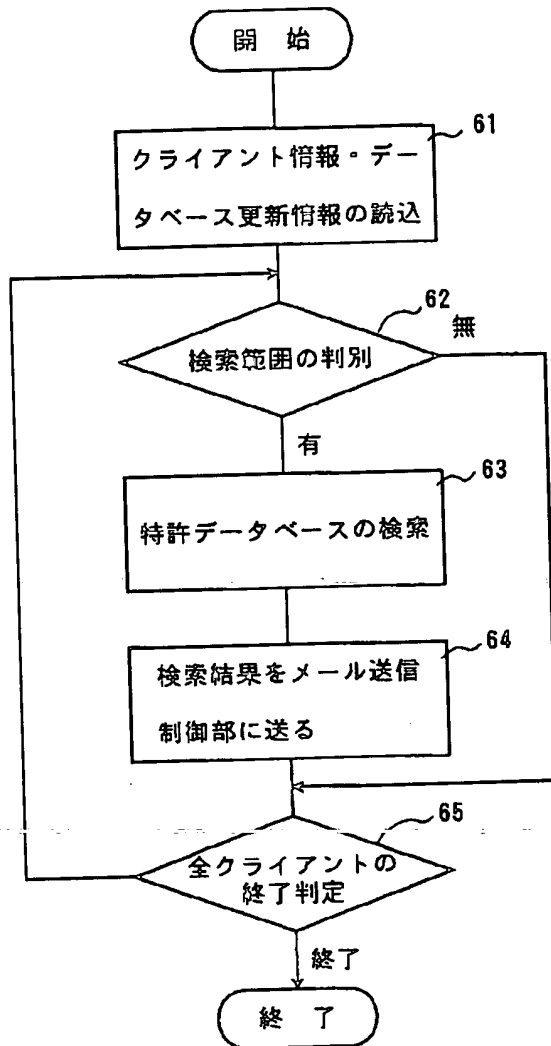 開 始
61
クライアント情報・デー
タベース更新情報の読込
62
無
検索範囲の判別
有
63
特許データベースの検索
64
検索結果をメール送信
制御部に送る
65
全クライアントの
終了判定
終了
終 了